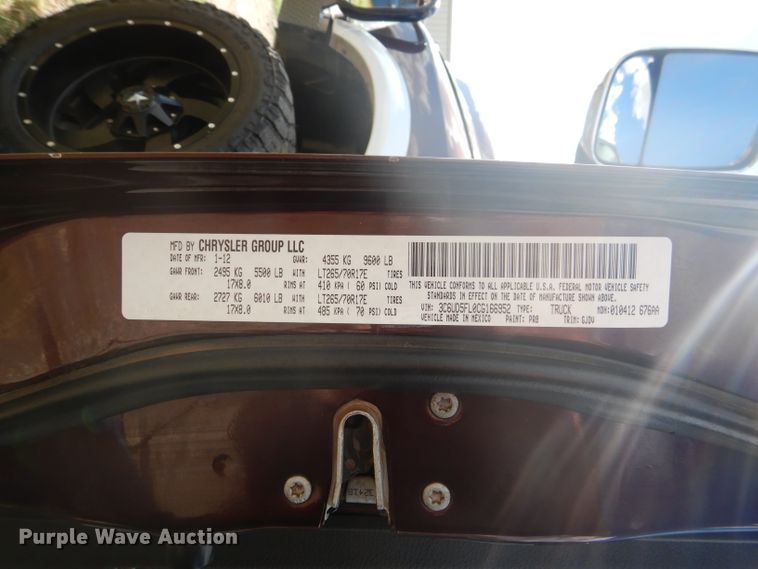 MFD BY CHRYSLER GROUP LLC
DATE OF MFR: 1-12 GVWR: 4355 KG 9600 LB
GAWR FRONT: 2495 KG 5500 LB WITH LT265/70R17E TIRES
17X8.0 RIMS AT 410 KPA ( 60 PSI) COLD
GAWR REAR: 2727 KG 6010 LB WITH LT265/70R17E TIRES
17X8.0 RIMS AT 485 KPA ( 70 PSI) COLD
THIS VEHICLE CONFORMS TO ALL APPLICABLE U.S.A. FEDERAL MOTOR VEHICLE SAFETY
STANDARDS IN EFFECT ON THE DATE OF MANUFACTURE SHOWN ABOVE.
VIN: 3C6UD5FL0CG166952 TYPE: TRUCK MDH: 010412 676AA
VEHICLE MADE IN MEXICO PAINT: PRB TRIM: GJDV
Purple Wave Auction